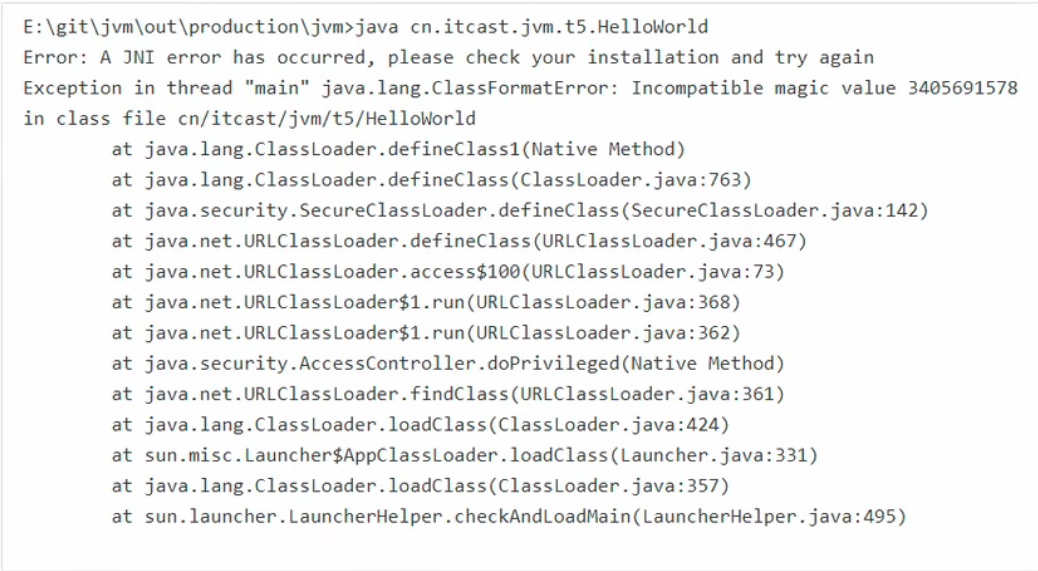 E:\git\jvm\out\production\jvm>java cn.itcast.jvm.t5.HelloWorld
Error: A JNI error has occurred, please check your installation and try again
Exception in thread "main" java.lang.ClassFormatError: Incompatible magic value 3405691578
in class file cn/itcast/jvm/t5/HelloWorld
        at java.lang.ClassLoader.defineClass1(Native Method)
        at java.lang.ClassLoader.defineClass(ClassLoader.java:763)
        at java.security.SecureClassLoader.defineClass(SecureClassLoader.java:142)
        at java.net.URLClassLoader.defineClass(URLClassLoader.java:467)
        at java.net.URLClassLoader.access$100(URLClassLoader.java:73)
        at java.net.URLClassLoader$1.run(URLClassLoader.java:368)
        at java.net.URLClassLoader$1.run(URLClassLoader.java:362)
        at java.security.AccessController.doPrivileged(Native Method)
        at java.net.URLClassLoader.findClass(URLClassLoader.java:361)
        at java.lang.ClassLoader.loadClass(ClassLoader.java:424)
        at sun.misc.Launcher$AppClassLoader.loadClass(Launcher.java:331)
        at java.lang.ClassLoader.loadClass(ClassLoader.java:357)
        at sun.launcher.LauncherHelper.checkAndLoadMain(LauncherHelper.java:495)